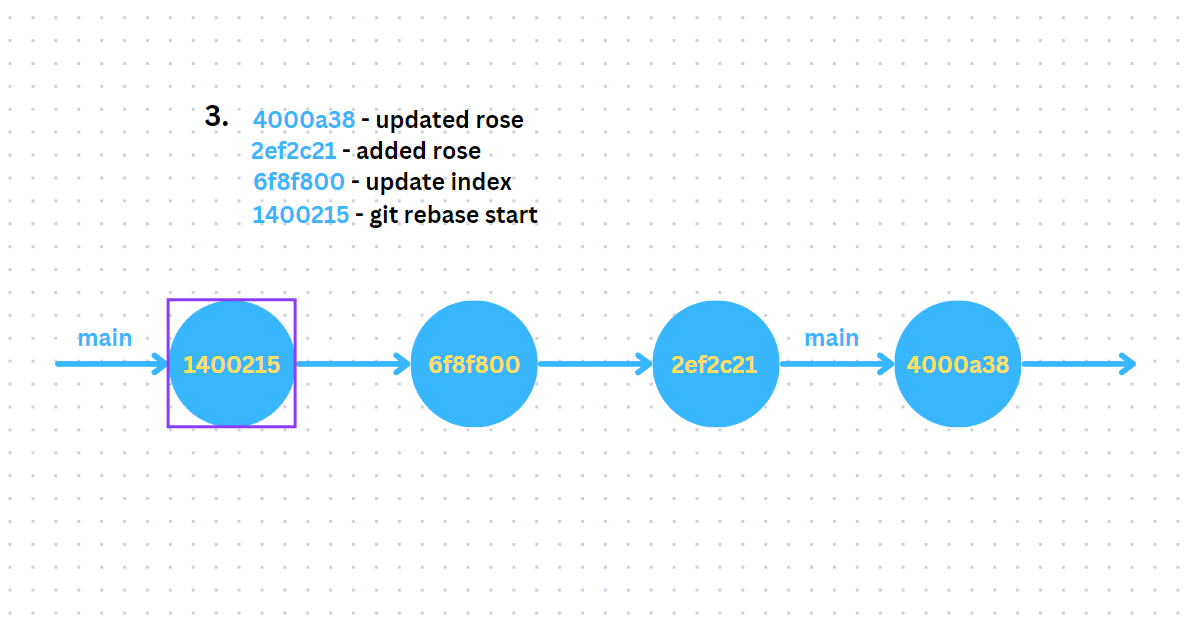 3.
4000a38 - updated rose
2ef2c21 - added rose
6f8f800 - update index
1400215 - git rebase start
main
main
1400215
6f8f800
2ef2c21
4000a38